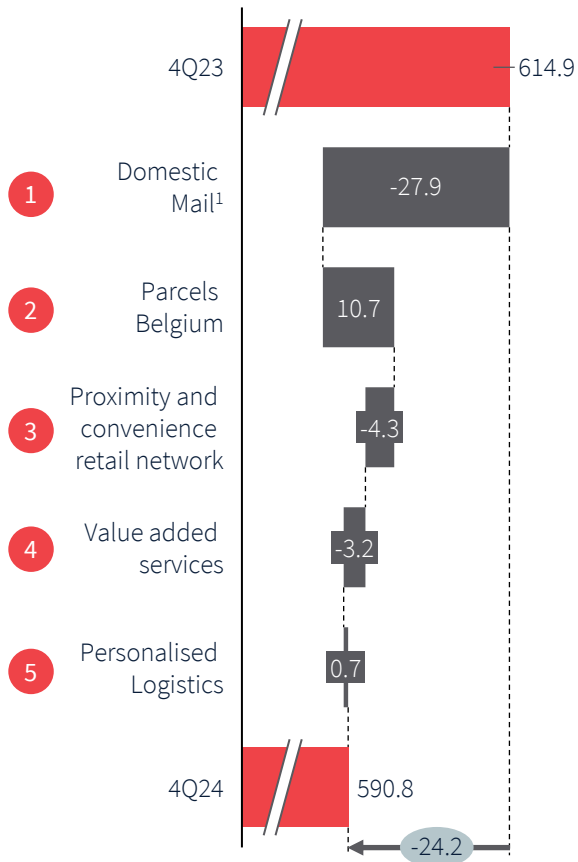 4Q23
614.9
1
Domestic
Mail¹
-27.9
2
Parcels
Belgium
10.7
3
Proximity and
convenience
retail network
-4.3
4
Value added
services
-3.2
5
Personalised
Logistics
0.7
4Q24
590.8
-24.2